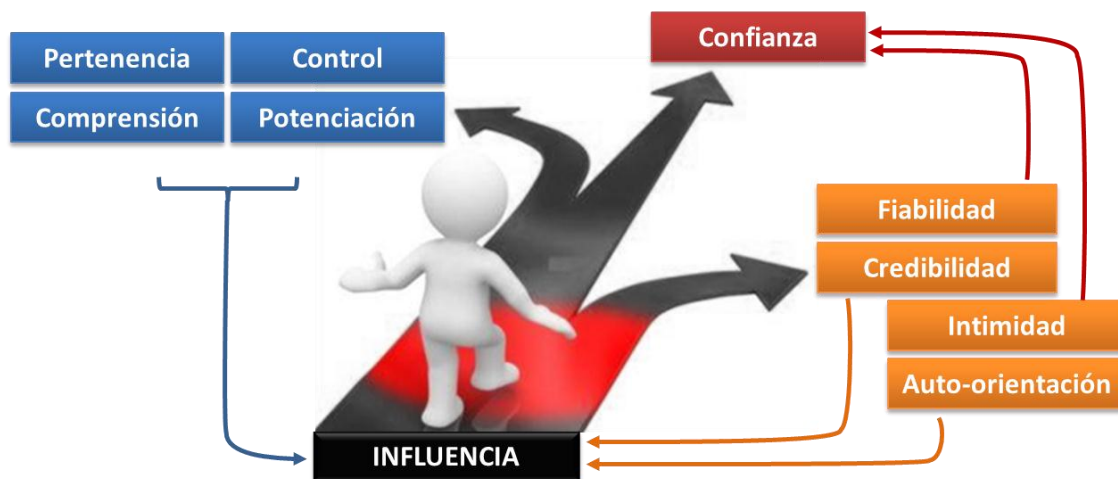 Pertenencia
Control
Comprensión
Potenciación
Confianza
Fiabilidad
Credibilidad
Intimidad
Auto-orientación
INFLUENCIA